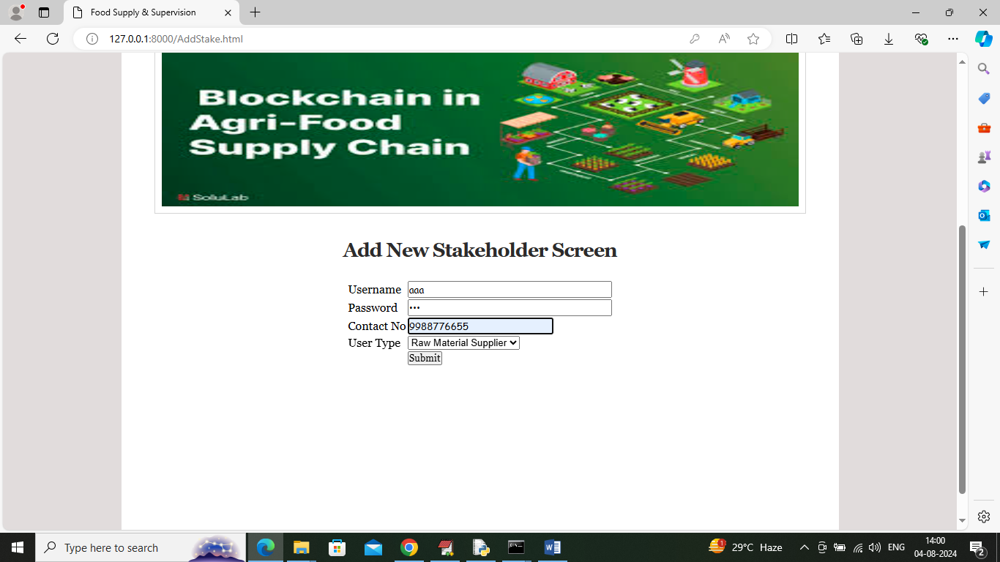 Food Supply & Supervision
127.0.0.1:8000/AddStake.html
Blockchain in
Agri-Food
Supply Chain
SoluLab
Add New Stakeholder Screen
Username aaa
Password •••
Contact No 9988776655
User Type Raw Material Supplier
Submit
Type here to search
29°C Haze
ENG
14:00
04-08-2024
1
2